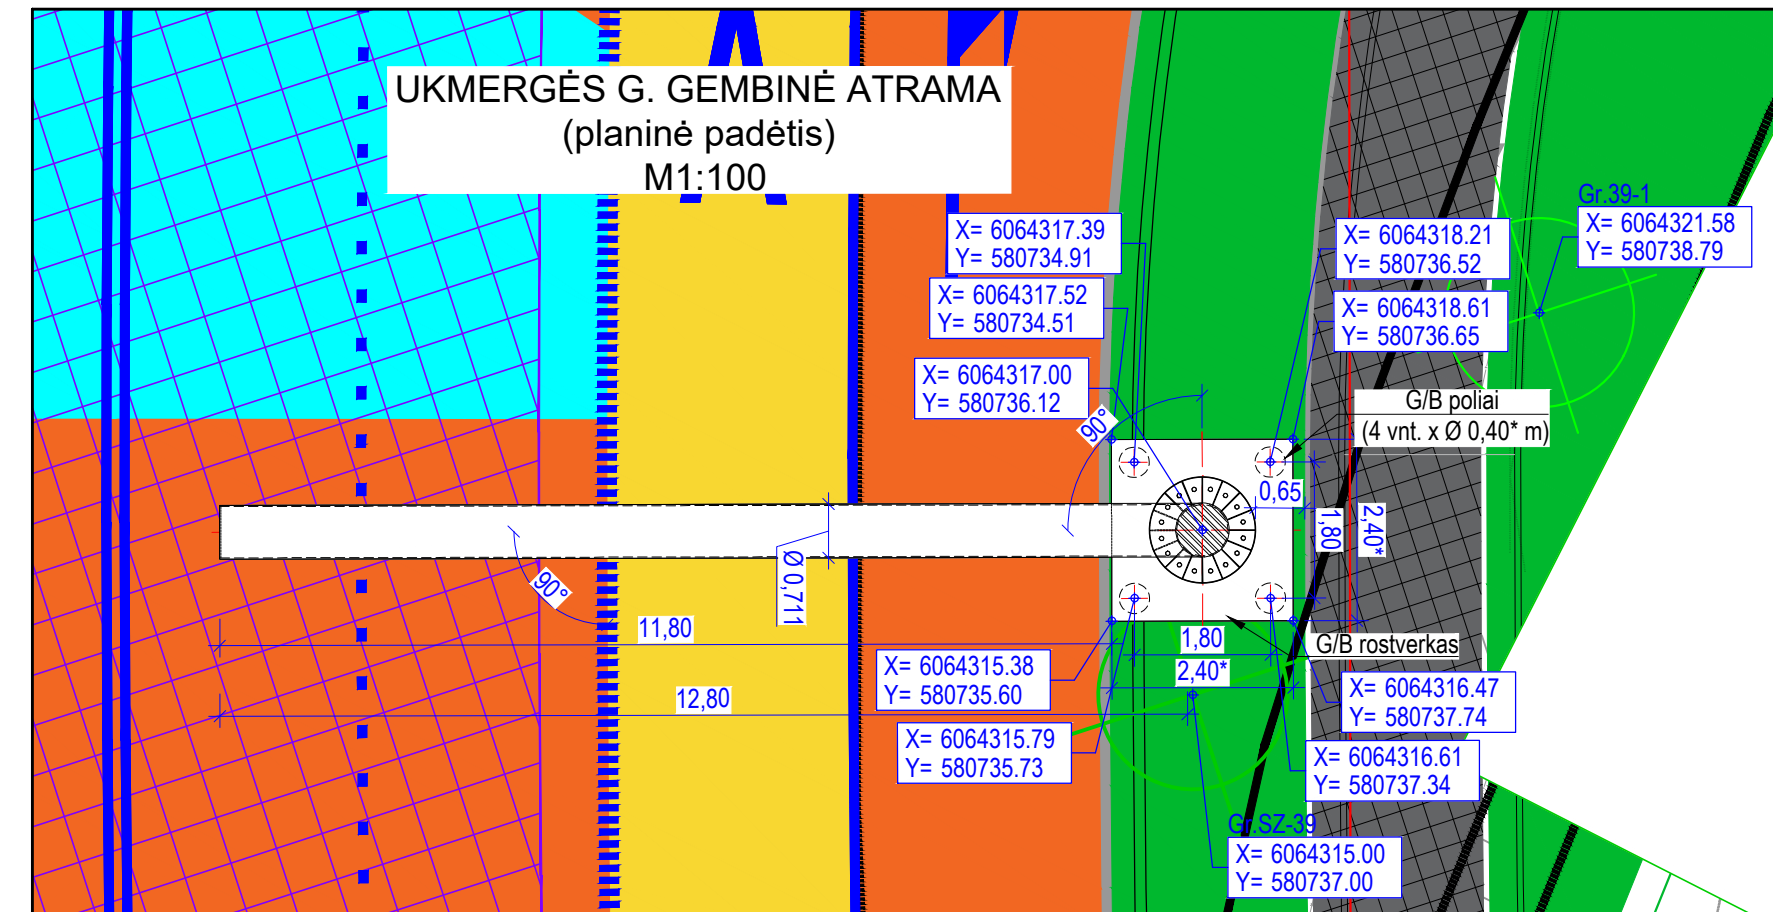 UKMERGĖS G. GEMBINĖ ATRAMA
(planinė padėtis)
M1:100
Gr.39-1
X= 6064321.58
Y= 580738.79
X= 6064317.39
Y= 580734.91
X= 6064318.21
Y= 580736.52
X= 6064317.52
Y= 580734.51
X= 6064318.61
Y= 580736.65
X= 6064317.00
Y= 580736.12
G/B poliai
(4 vnt. x Ø 0,40* m)
90°
0,65
1,80
2,40*
Ø 0,711
90°
11,80
1,80
G/B rostverkas
2,40*
12,80
X= 6064315.38
Y= 580735.60
X= 6064316.47
Y= 580737.74
X= 6064315.79
Y= 580735.73
X= 6064316.61
Y= 580737.34
Gr.SZ-39
X= 6064315.00
Y= 580737.00